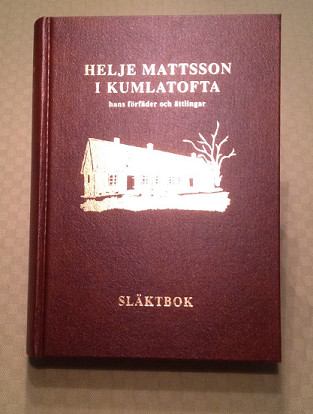 HELJE MATTSSON
I KUMLATOFTA
hans förfäder och ättlingar
SLÄKTBOK